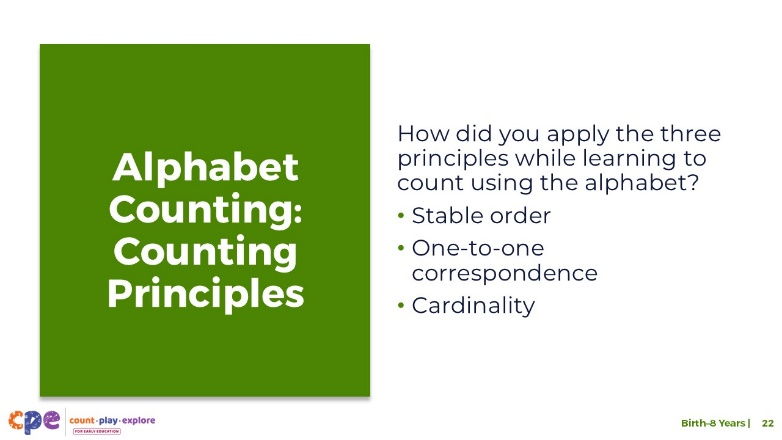 Alphabet
Counting:
Counting
Principles
How did you apply the three
principles while learning to
count using the alphabet?
• Stable order
• One-to-one
correspondence
• Cardinality
cpe
count·play·explore
FOR EARLY EDUCATION
Birth–8 Years | 22